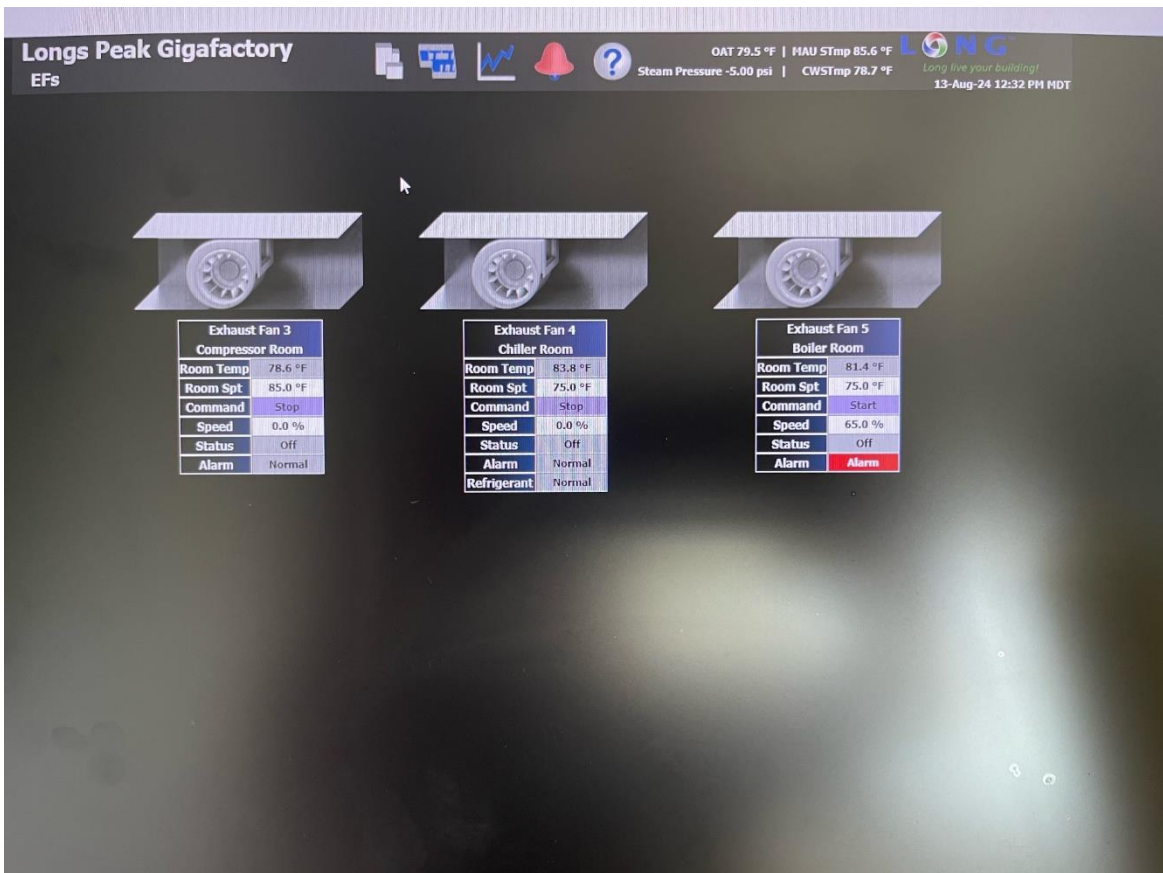 Longs Peak Gigafactory
EFs
OAT 79.5 °F | MAU STmp 85.6 °F
Steam Pressure -5.00 psi | CWSTmp 78.7 °F
LONG
Long live your building!
13-Aug-24 12:32 PM MDT
?
Exhaust Fan 3
Compressor Room
Room Temp 78.6 °F
Room Spt 85.0 °F
Command Stop
Speed 0.0 %
Status Off
Alarm Normal
Exhaust Fan 4
Chiller Room
Room Temp 83.8 °F
Room Spt 75.0 °F
Command Stop
Speed 0.0 %
Status Off
Alarm Normal
Refrigerant Normal
Exhaust Fan 5
Boiler Room
Room Temp 81.4 °F
Room Spt 75.0 °F
Command Start
Speed 65.0 %
Status Off
Alarm Alarm